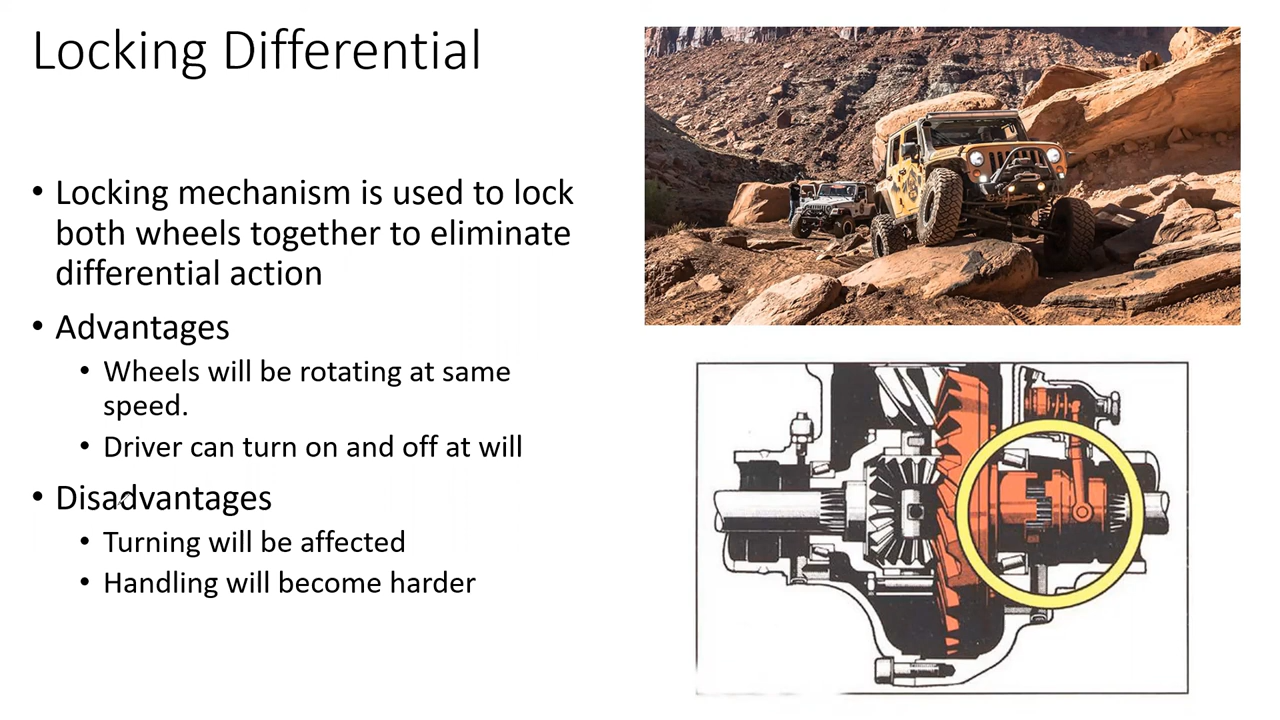 Locking Differential
• Locking mechanism is used to lock
both wheels together to eliminate
differential action
• Advantages
• Wheels will be rotating at same
speed.
• Driver can turn on and off at will
• Disadvantages
• Turning will be affected
• Handling will become harder